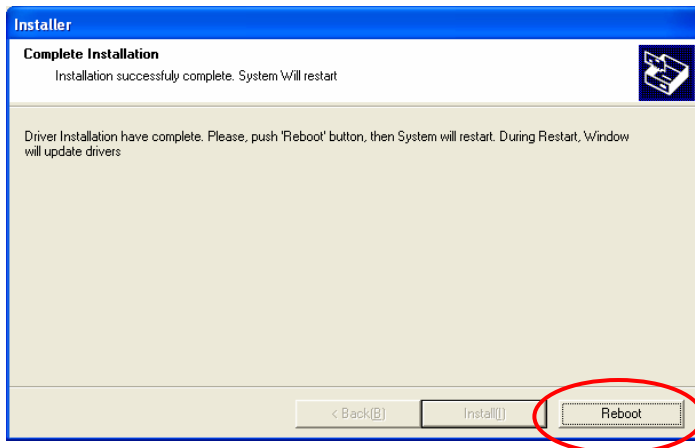 Installer
Complete Installation
Installation successfuly complete. System Will restart
Driver Installation have complete. Please, push 'Reboot' button, then System will restart. During Restart, Window
will update drivers
< Back(B) Install(I) Reboot